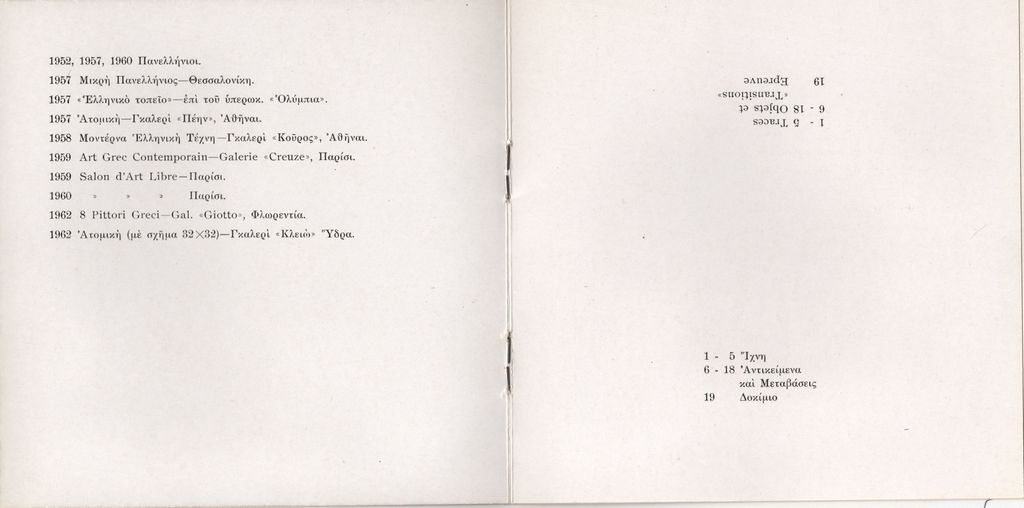 1952, 1957, 1960 Πανελλήνιοι.
1957 Μικρὴ Πανελλήνιος—Θεσσαλονίκη.
1957 «Ἑλληνικὸ τοπεῖο»—ἐπὶ τοῦ ὑπερωκ. «Ὀλύμπια».
1957 Ἀτομικὴ—Γκαλερὶ «Πέην», Ἀθῆναι.
1958 Μοντέρνα Ἑλληνικὴ Τέχνη—Γκαλερὶ «Κοῦρος», Ἀθῆναι.
1959 Art Grec Contemporain—Galerie «Creuze», Παρίσι.
1959 Salon d'Art Libre—Παρίσι.
1960 » » » Παρίσι.
1962 8 Pittori Greci—Gal. «Giotto», Φλωρεντία.
1962 Ἀτομικὴ (μὲ σχῆμα 32×32)—Γκαλερὶ «Κλειὼ» Ὕδρα.
1 - 5 Traces
6 - 18 Objets et
«Transitions»
19 Epreuve
1 - 5 Ἴχνη
6 - 18 Ἀντικείμενα
καὶ Μεταβάσεις
19 Δοκίμιο